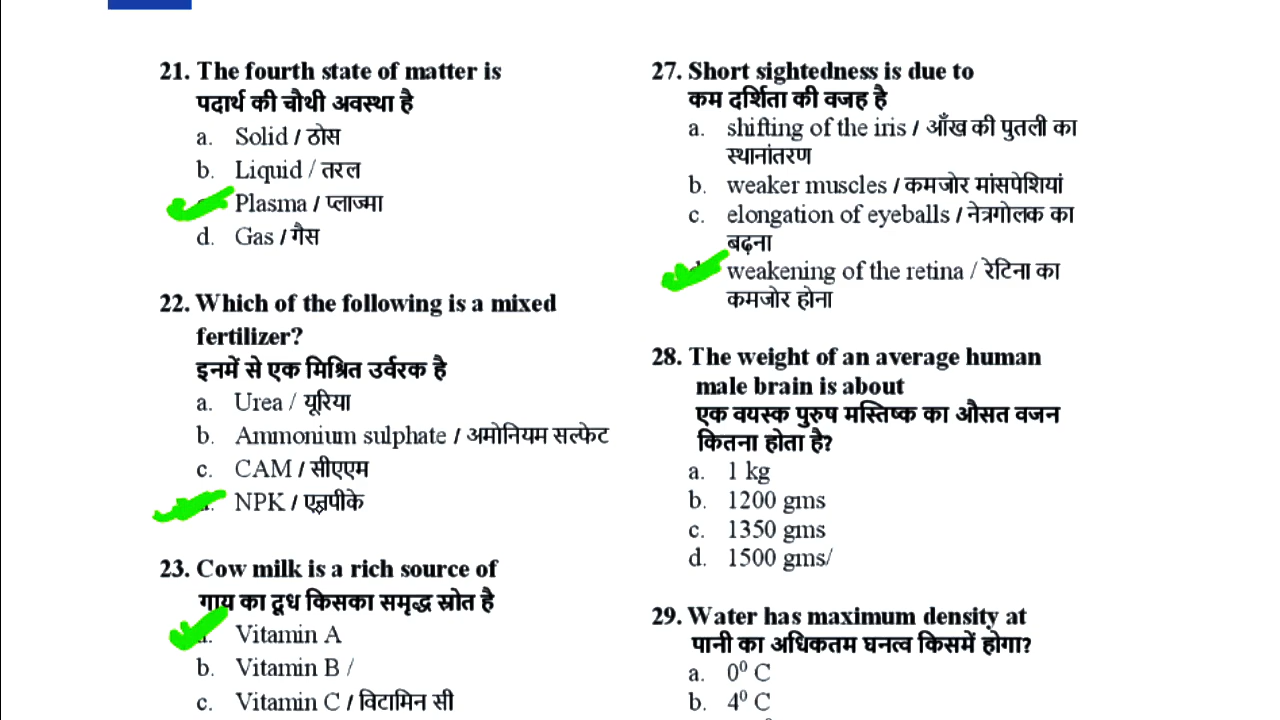 21. The fourth state of matter is
पदार्थ की चौथी अवस्था है
a. Solid / ठोस
b. Liquid / तरल
Plasma / प्लाज्मा
d. Gas / गैस
22. Which of the following is a mixed
fertilizer?
इनमें से एक मिश्रित उर्वरक है
a. Urea / यूरिया
b. Ammonium sulphate / अमोनियम सल्फेट
c. CAM / सीएएम
NPK / एनपीके
23. Cow milk is a rich source of
गाय का दूध किसका समृद्ध स्रोत है
Vitamin A
b. Vitamin B /
c. Vitamin C / विटामिन सी
27. Short sightedness is due to
कम दर्शिता की वजह है
a. shifting of the iris / आँख की पुतली का
स्थानांतरण
b. weaker muscles / कमजोर मांसपेशियां
c. elongation of eyeballs / नेत्रगोलक का
बढ़ना
weakening of the retina / रेटिना का
कमजोर होना
28. The weight of an average human
male brain is about
एक वयस्क पुरुष मस्तिष्क का औसत वजन
कितना होता है?
a. 1 kg
b. 1200 gms
c. 1350 gms
d. 1500 gms/
29. Water has maximum density at
पानी का अधिकतम घनत्व किसमें होगा?
a. 0⁰ C
b. 4⁰ C